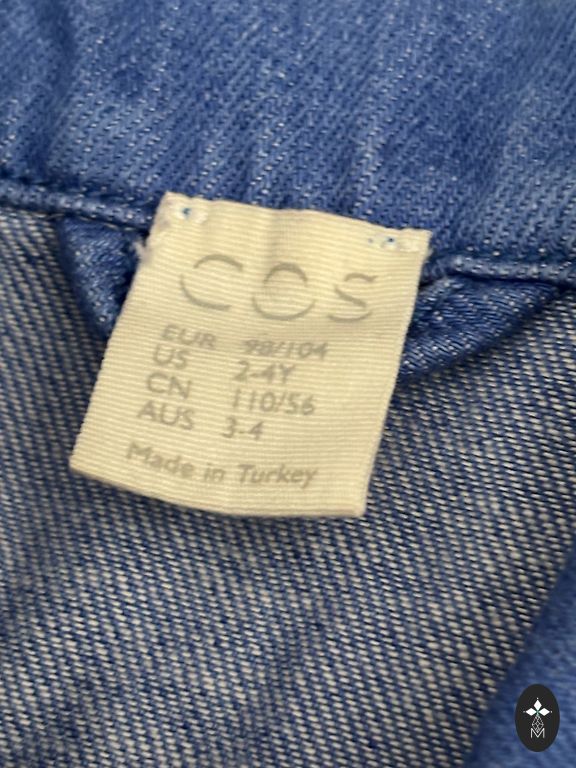 COS
EUR 98/104
US 2-4Y
CN 110/56
AUS 3-4
Made in Turkey
M